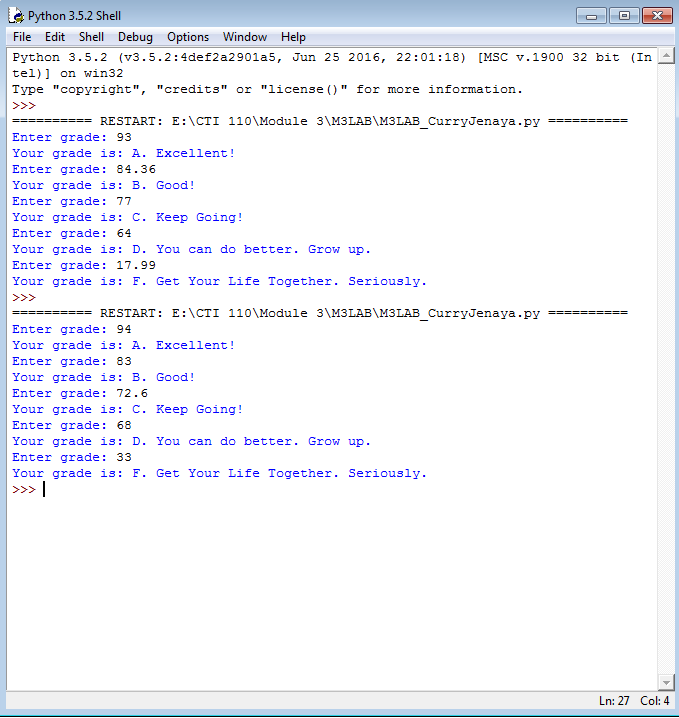 Python 3.5.2 Shell
File Edit Shell Debug Options Window Help
Python 3.5.2 (v3.5.2:4def2a2901a5, Jun 25 2016, 22:01:18) [MSC v.1900 32 bit (In
tel)] on win32
Type "copyright", "credits" or "license()" for more information.
>>>
========== RESTART: E:\CTI 110\Module 3\M3LAB\M3LAB_CurryJenaya.py ==========
Enter grade: 93
Your grade is: A. Excellent!
Enter grade: 84.36
Your grade is: B. Good!
Enter grade: 77
Your grade is: C. Keep Going!
Enter grade: 64
Your grade is: D. You can do better. Grow up.
Enter grade: 17.99
Your grade is: F. Get Your Life Together. Seriously.
>>>
========== RESTART: E:\CTI 110\Module 3\M3LAB\M3LAB_CurryJenaya.py ==========
Enter grade: 94
Your grade is: A. Excellent!
Enter grade: 83
Your grade is: B. Good!
Enter grade: 72.6
Your grade is: C. Keep Going!
Enter grade: 68
Your grade is: D. You can do better. Grow up.
Enter grade: 33
Your grade is: F. Get Your Life Together. Seriously.
>>>
Ln: 27 Col: 4